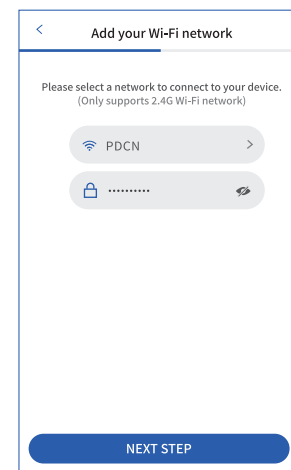 Add your Wi-Fi network
Please select a network to connect to your device.
(Only supports 2.4G Wi-Fi network)
PDCN
··········
NEXT STEP